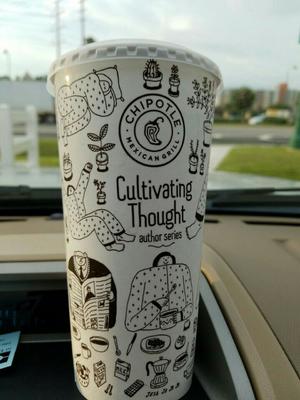 CHIPOTLE
MEXICAN GRILL
Cultivating
Thought
author series